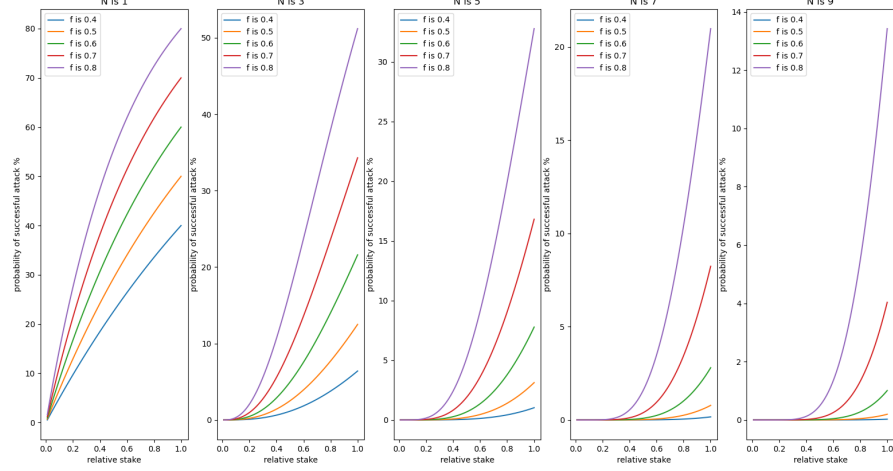 N is 1
N is 3
N is 5
N is 7
N is 9
f is 0.4
f is 0.5
f is 0.6
f is 0.7
f is 0.8
f is 0.4
f is 0.5
f is 0.6
f is 0.7
f is 0.8
f is 0.4
f is 0.5
f is 0.6
f is 0.7
f is 0.8
f is 0.4
f is 0.5
f is 0.6
f is 0.7
f is 0.8
f is 0.4
f is 0.5
f is 0.6
f is 0.7
f is 0.8
probability of successful attack %
80
70
60
50
40
30
20
10
0
0.0 0.2 0.4 0.6 0.8 1.0
relative stake
probability of successful attack %
50
40
30
20
10
0
0.0 0.2 0.4 0.6 0.8 1.0
relative stake
probability of successful attack %
30
25
20
15
10
5
0
0.0 0.2 0.4 0.6 0.8 1.0
relative stake
probability of successful attack %
20
15
10
5
0
0.0 0.2 0.4 0.6 0.8 1.0
relative stake
probability of successful attack %
14
12
10
8
6
4
2
0
0.0 0.2 0.4 0.6 0.8 1.0
relative stake